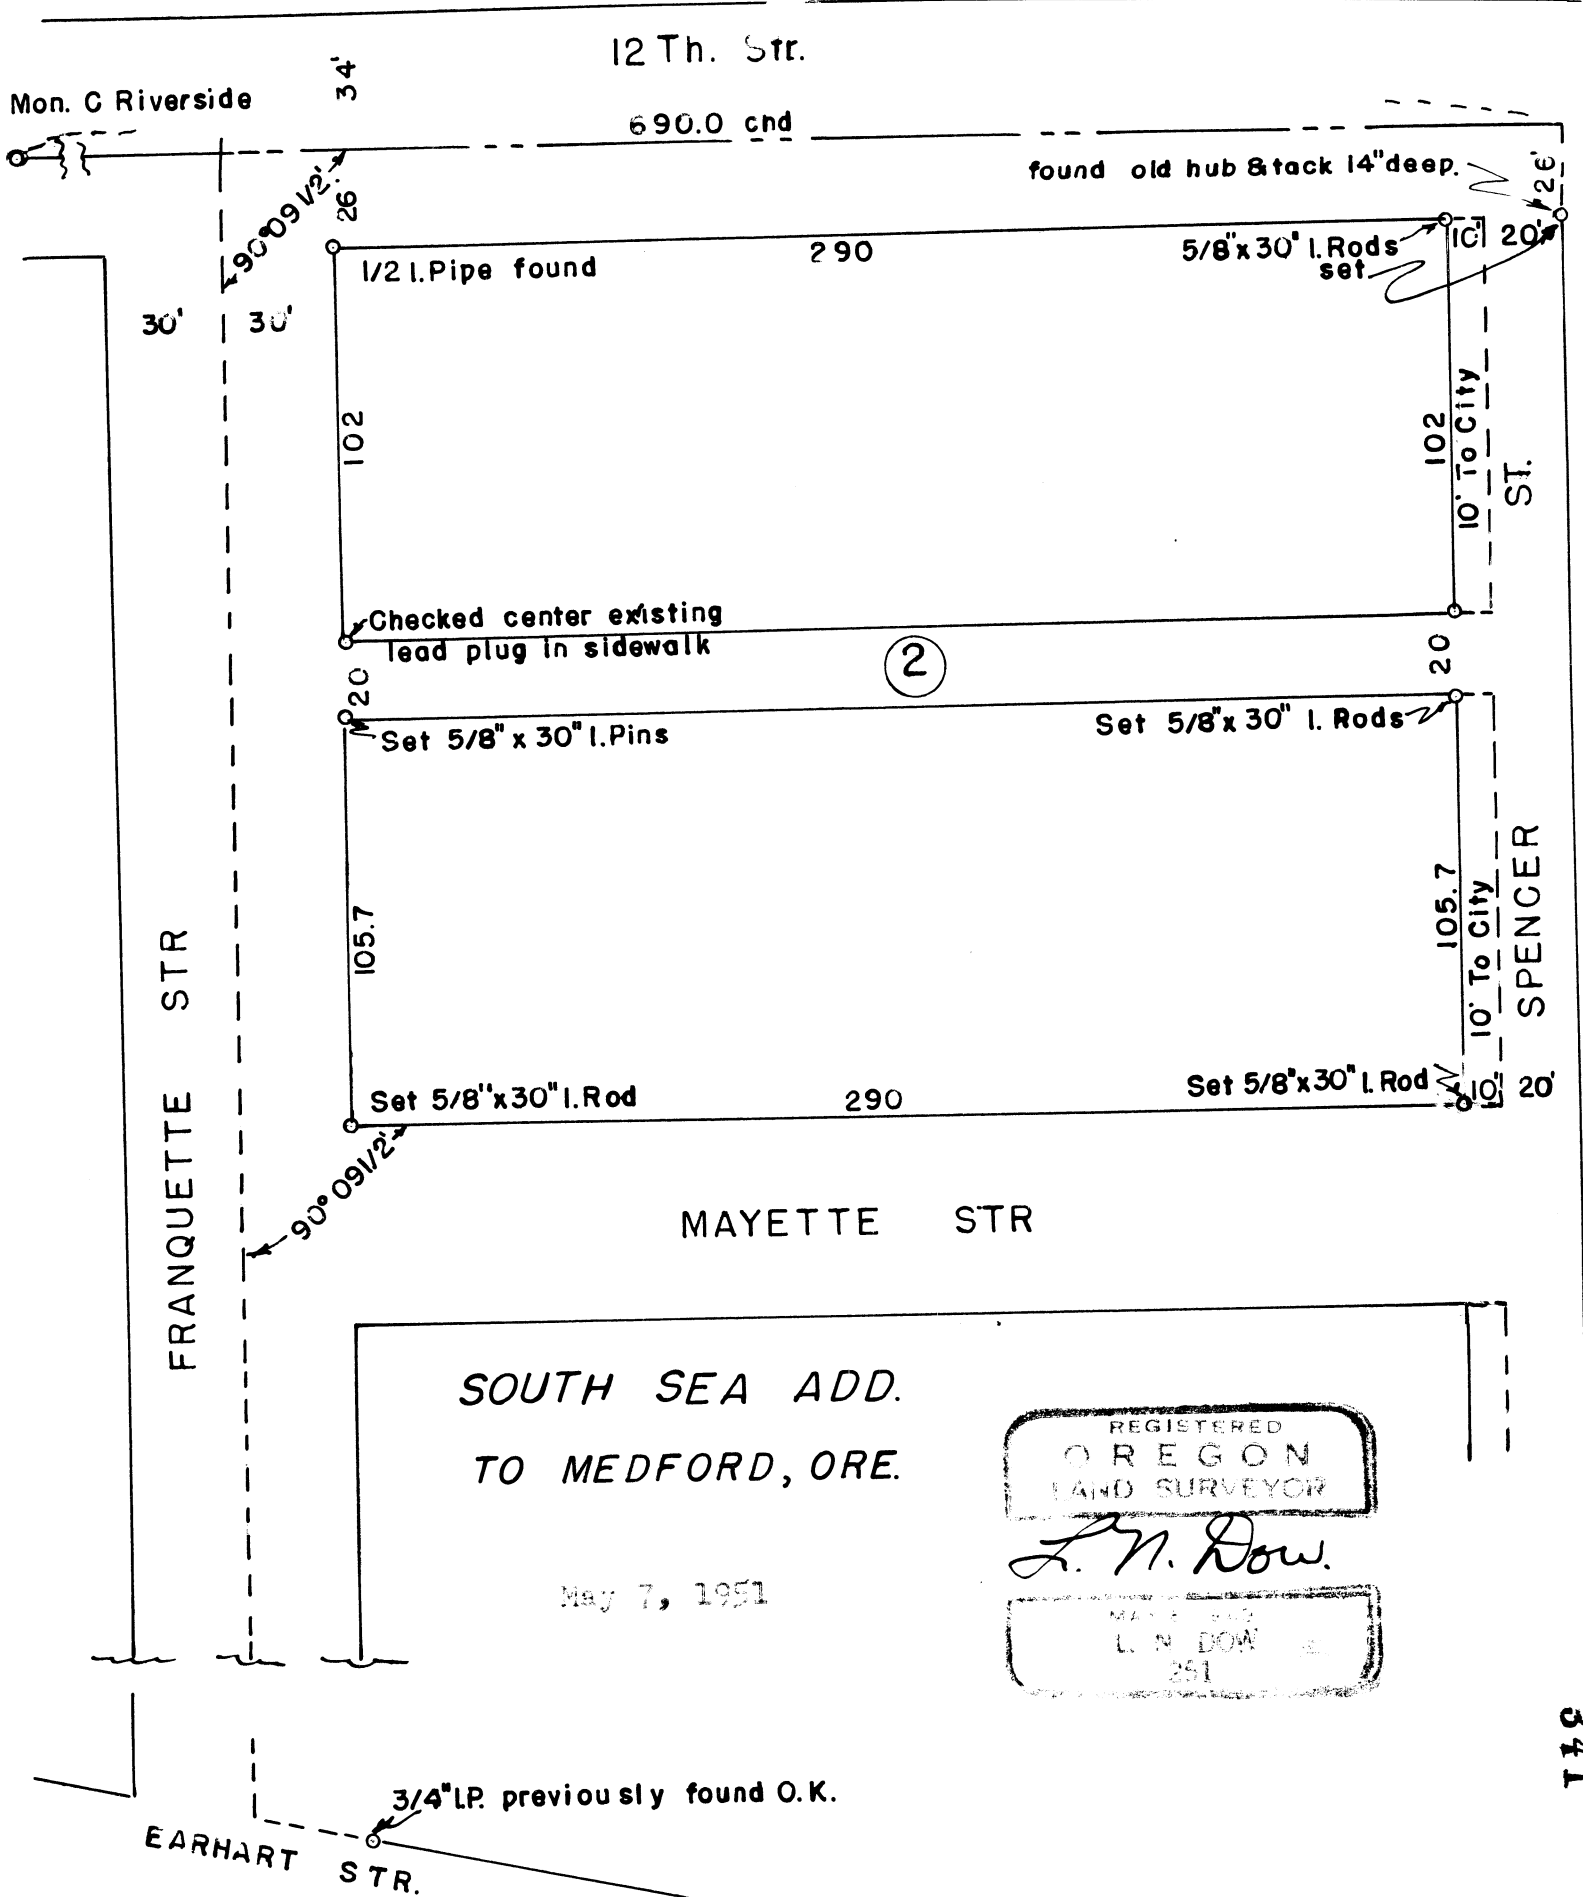 12 Th. Str.
34'
Mon. C Riverside
690.0 chd
found old hub & tack 14" deep.
26'
90°09 1/2'
26
290
1/2 I.Pipe found
5/8"x 30" I.Rods
set
10'
20'
30'
30'
102
102
10' To City
ST.
Checked center existing
lead plug in sidewalk
2
20
20
Set 5/8" x 30" I.Pins
Set 5/8"x 30" I. Rods
105.7
105.7
10' To City
SPENCER
FRANQUETTE STR
Set 5/8"x30" I.Rod
290
Set 5/8"x30" I.Rod
10'
20'
90°09 1/2'
MAYETTE STR
SOUTH SEA ADD.
TO MEDFORD, ORE.
REGISTERED
OREGON
LAND SURVEYOR
L. N. Dow.
May 7, 1951
L. N. DOW
251
341
3/4" I.P. previously found O.K.
EARHART STR.